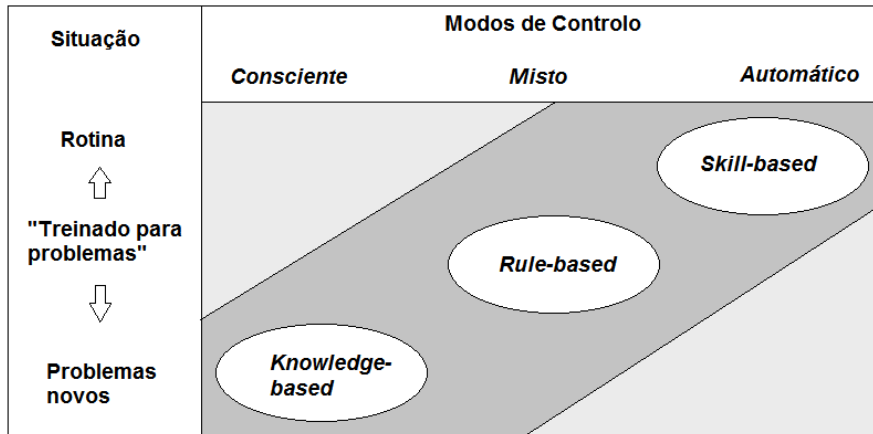 Situação
Modos de Controlo
Consciente
Misto
Automático
Rotina
"Treinado para
problemas"
Problemas
novos
Skill-based
Rule-based
Knowledge-
based